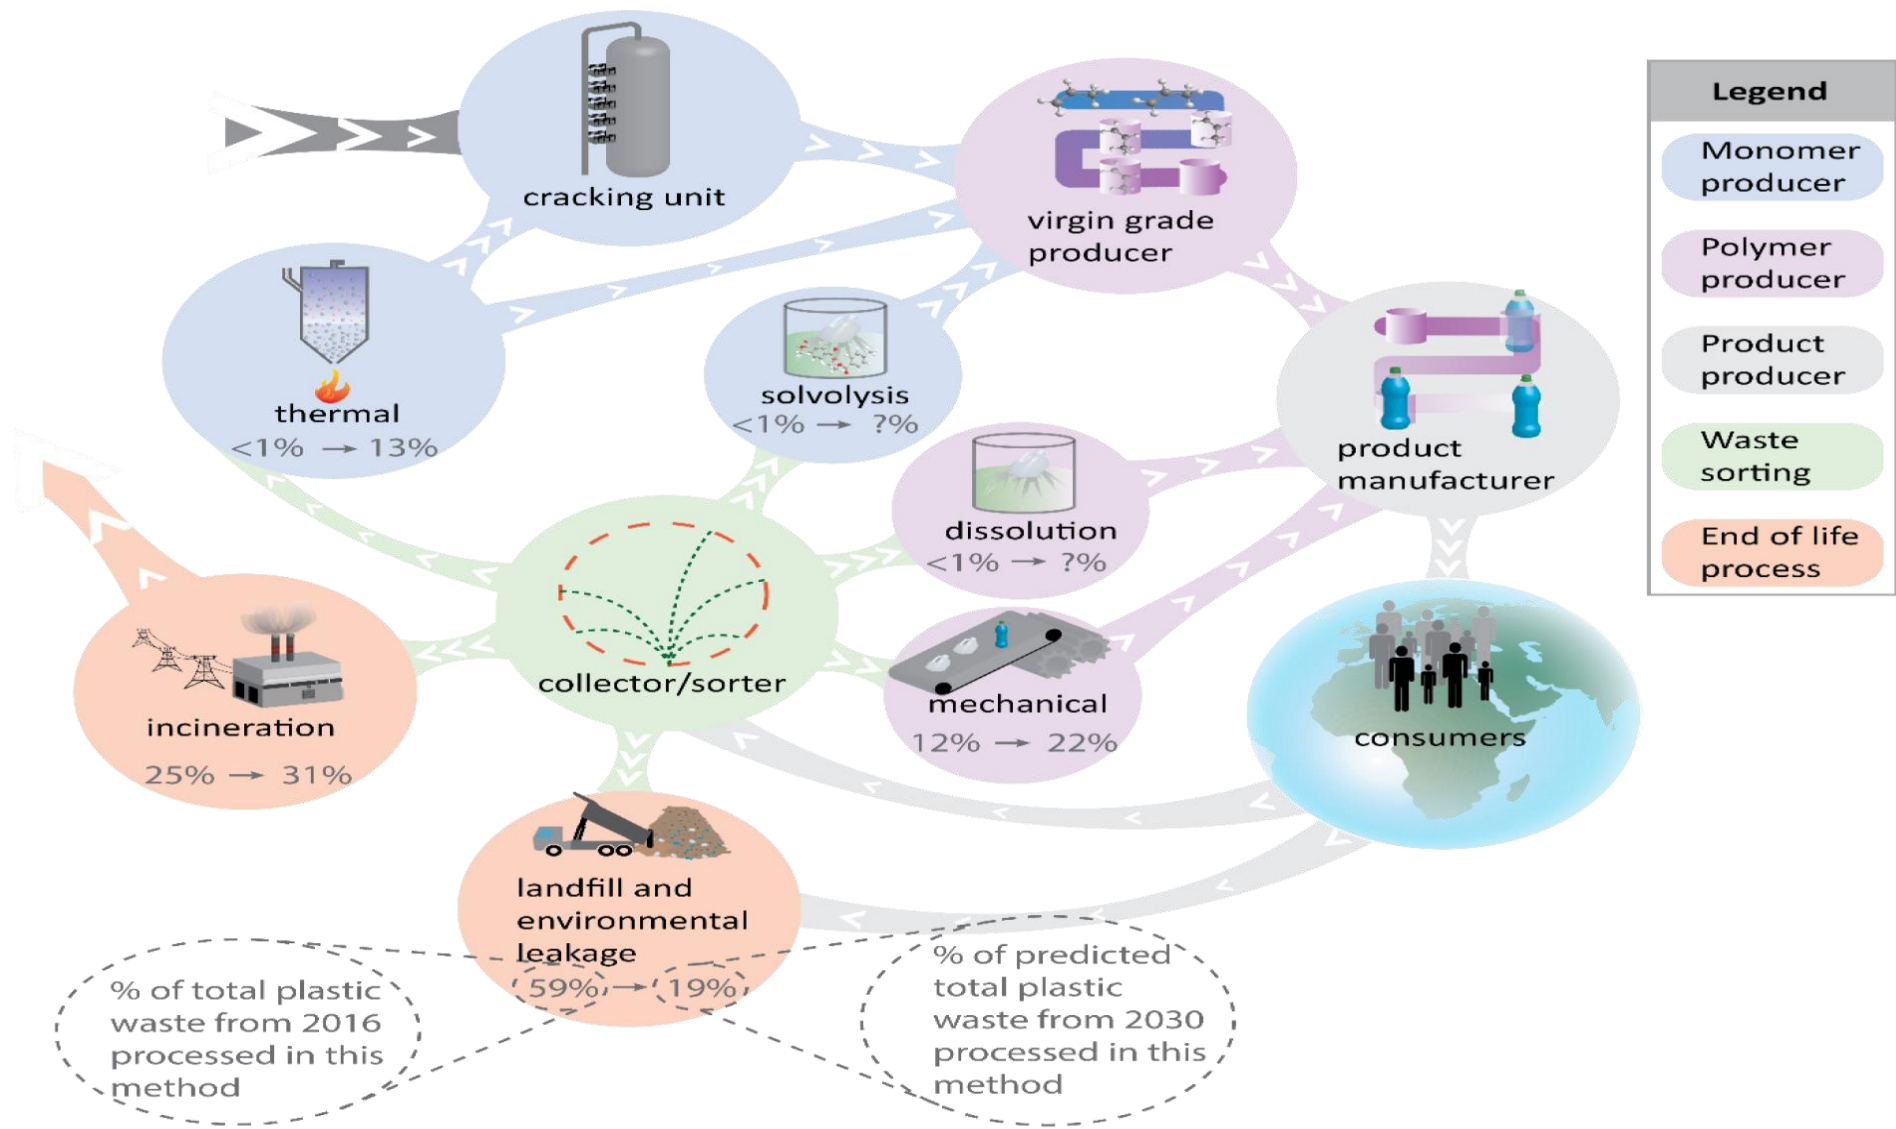 cracking unit
virgin grade
producer
thermal
<1% → 13%
solvolysis
<1% → ?%
dissolution
<1% → ?%
product
manufacturer
collector/sorter
mechanical
12% → 22%
incineration
25% → 31%
consumers
landfill and
environmental
leakage
59% → 19%
% of total plastic
waste from 2016
processed in this
method
% of predicted
total plastic
waste from 2030
processed in this
method
Legend
Monomer
producer
Polymer
producer
Product
producer
Waste
sorting
End of life
process